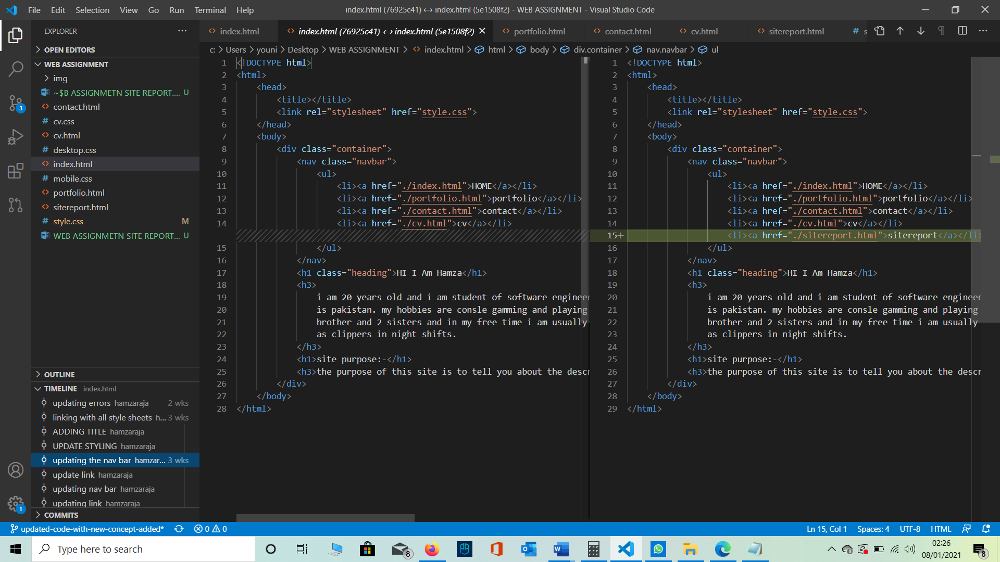 File Edit Selection View Go Run Terminal Help index.html (76925c41) ↔ index.html (5e1508f2) - WEB ASSIGNMENT - Visual Studio Code
EXPLORER
index.html index.html (76925c41) ↔ index.html (5e1508f2) portfolio.html contact.html cv.html sitereport.html # s
c: > Users > youni > Desktop > WEB ASSIGNMENT > index.html > html > body > div.container > nav.navbar > ul
OPEN EDITORS
WEB ASSIGNMENT
img
~$B ASSIGNMETN SITE REPORT.... U
contact.html
# cv.css
cv.html
# desktop.css
index.html
# mobile.css
portfolio.html
sitereport.html
# style.css M
WEB ASSIGNMETN SITE REPORT... U
OUTLINE
TIMELINE index.html
updating errors hamzaraja 2 wks
linking with all style sheets h... 3 wks
ADDING TITLE hamzaraja
UPDATE STYLING hamzaraja
updating the nav bar hamzar... 3 wks
update link hamzaraja
updating nav bar hamzaraja
updating link hamzaraja
COMMITS
3
1
1 <!DOCTYPE html>
2 <html>
3 <head>
4 <title></title>
5 <link rel="stylesheet" href="style.css">
6 </head>
7 <body>
8 <div class="container">
9 <nav class="navbar">
10 <ul>
11 <li><a href="./index.html">HOME</a></li>
12 <li><a href="./portfolio.html">portfolio</a></li>
13 <li><a href="./contact.html">contact</a></li>
14 <li><a href="./cv.html">cv</a></li>
15 </ul>
16 </nav>
17 <h1 class="heading">HI I Am Hamza</h1>
18 <h3>
19 i am 20 years old and i am student of software engineer
20 is pakistan. my hobbies are consle gamming and playing
21 brother and 2 sisters and in my free time i am usually
22 as clippers in night shifts.
23 </h3>
24 <h1>site purpose:-</h1>
25 <h3>the purpose of this site is to tell you about the descr
26 </div>
27 </body>
28 </html>
1 <!DOCTYPE html>
2 <html>
3 <head>
4 <title></title>
5 <link rel="stylesheet" href="style.css">
6 </head>
7 <body>
8 <div class="container">
9 <nav class="navbar">
10 <ul>
11 <li><a href="./index.html">HOME</a></li>
12 <li><a href="./portfolio.html">portfolio</a></li>
13 <li><a href="./contact.html">contact</a></li>
14 <li><a href="./cv.html">cv</a></li>
15+ <li><a href="./sitereport.html">sitereport</a></li>
16 </ul>
17 </nav>
18 <h1 class="heading">HI I Am Hamza</h1>
19 <h3>
20 i am 20 years old and i am student of software engineer
21 is pakistan. my hobbies are consle gamming and playing
22 brother and 2 sisters and in my free time i am usually
23 as clippers in night shifts.
24 </h3>
25 <h1>site purpose:-</h1>
26 <h3>the purpose of this site is to tell you about the descr
27 </div>
28 </body>
29 </html>
updated-code-with-new-concept-added* 0 0 Ln 15, Col 1 Spaces: 4 UTF-8 HTML
Type here to search
8
02:26
08/01/2021
8